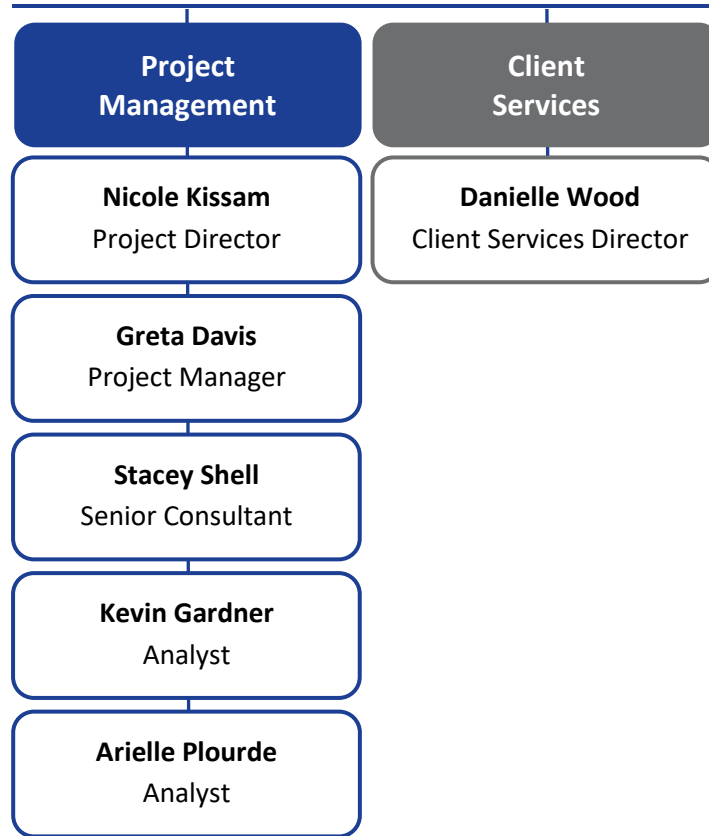 Project
Management
Client
Services
Nicole Kissam
Project Director
Danielle Wood
Client Services Director
Greta Davis
Project Manager
Stacey Shell
Senior Consultant
Kevin Gardner
Analyst
Arielle Plourde
Analyst